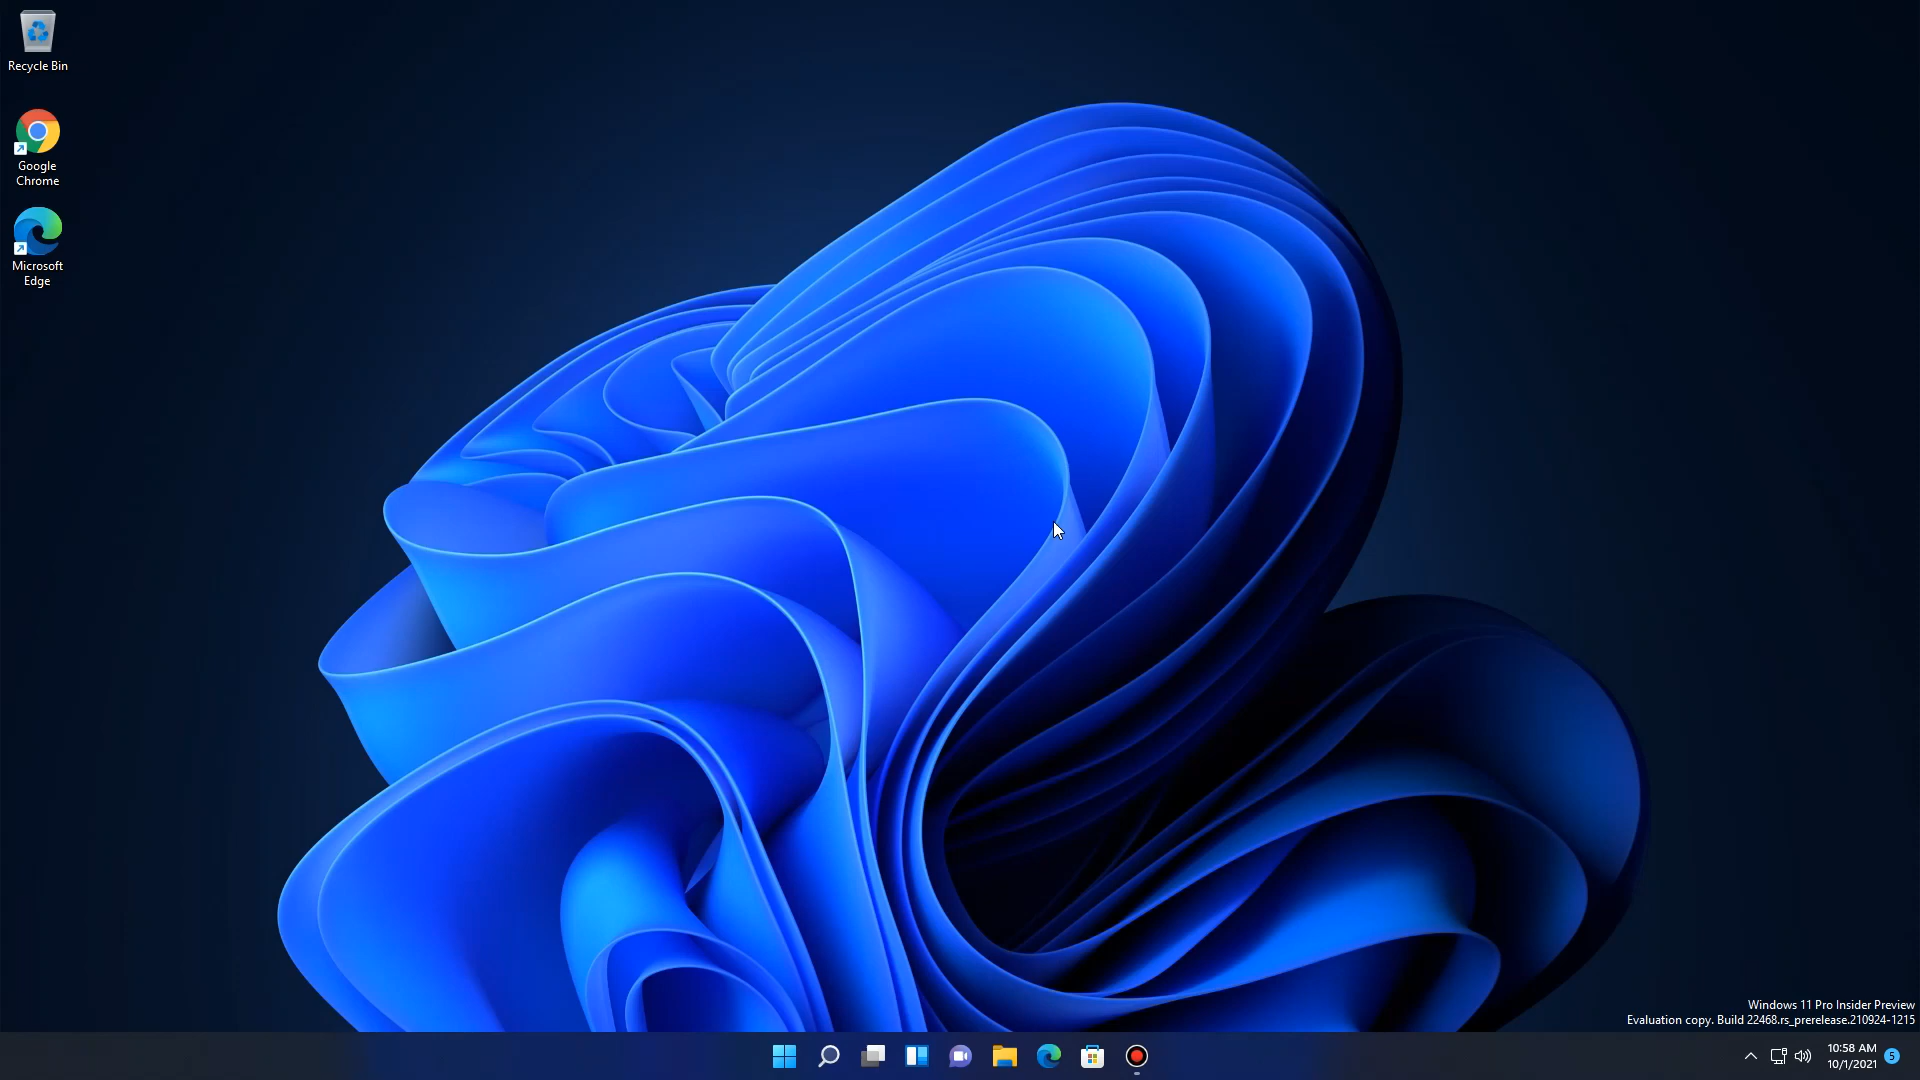 Recycle Bin
Google
Chrome
Microsoft
Edge
Windows 11 Pro Insider Preview
Evaluation copy. Build 22468.rs_prerelease.210924-1215
10:58 AM
10/1/2021
5